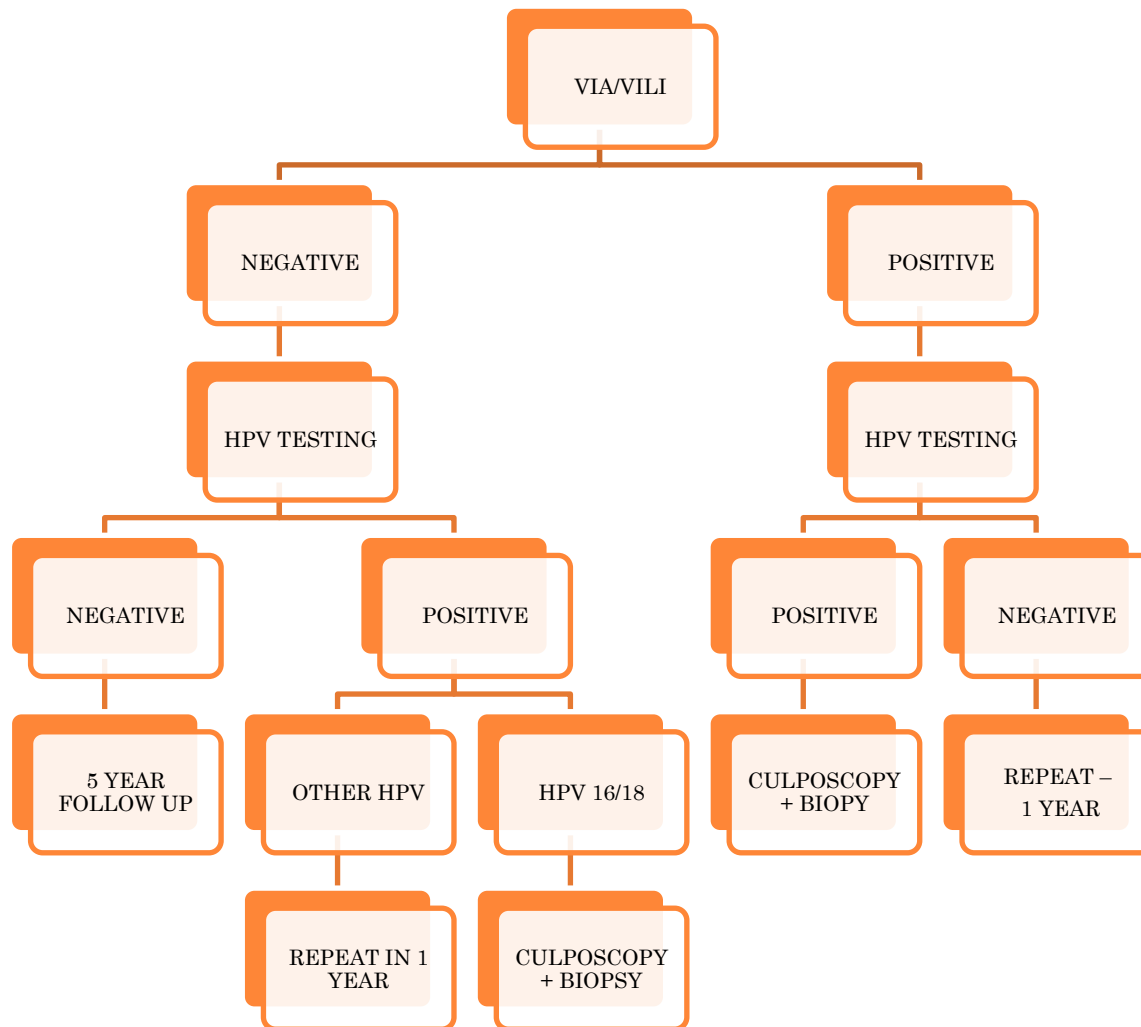 VIA/VILI
NEGATIVE
POSITIVE
HPV TESTING
HPV TESTING
NEGATIVE
POSITIVE
POSITIVE
NEGATIVE
5 YEAR
FOLLOW UP
OTHER HPV
HPV 16/18
CULPOSCOPY
+ BIOPY
REPEAT –
1 YEAR
REPEAT IN 1
YEAR
CULPOSCOPY
+ BIOPSY